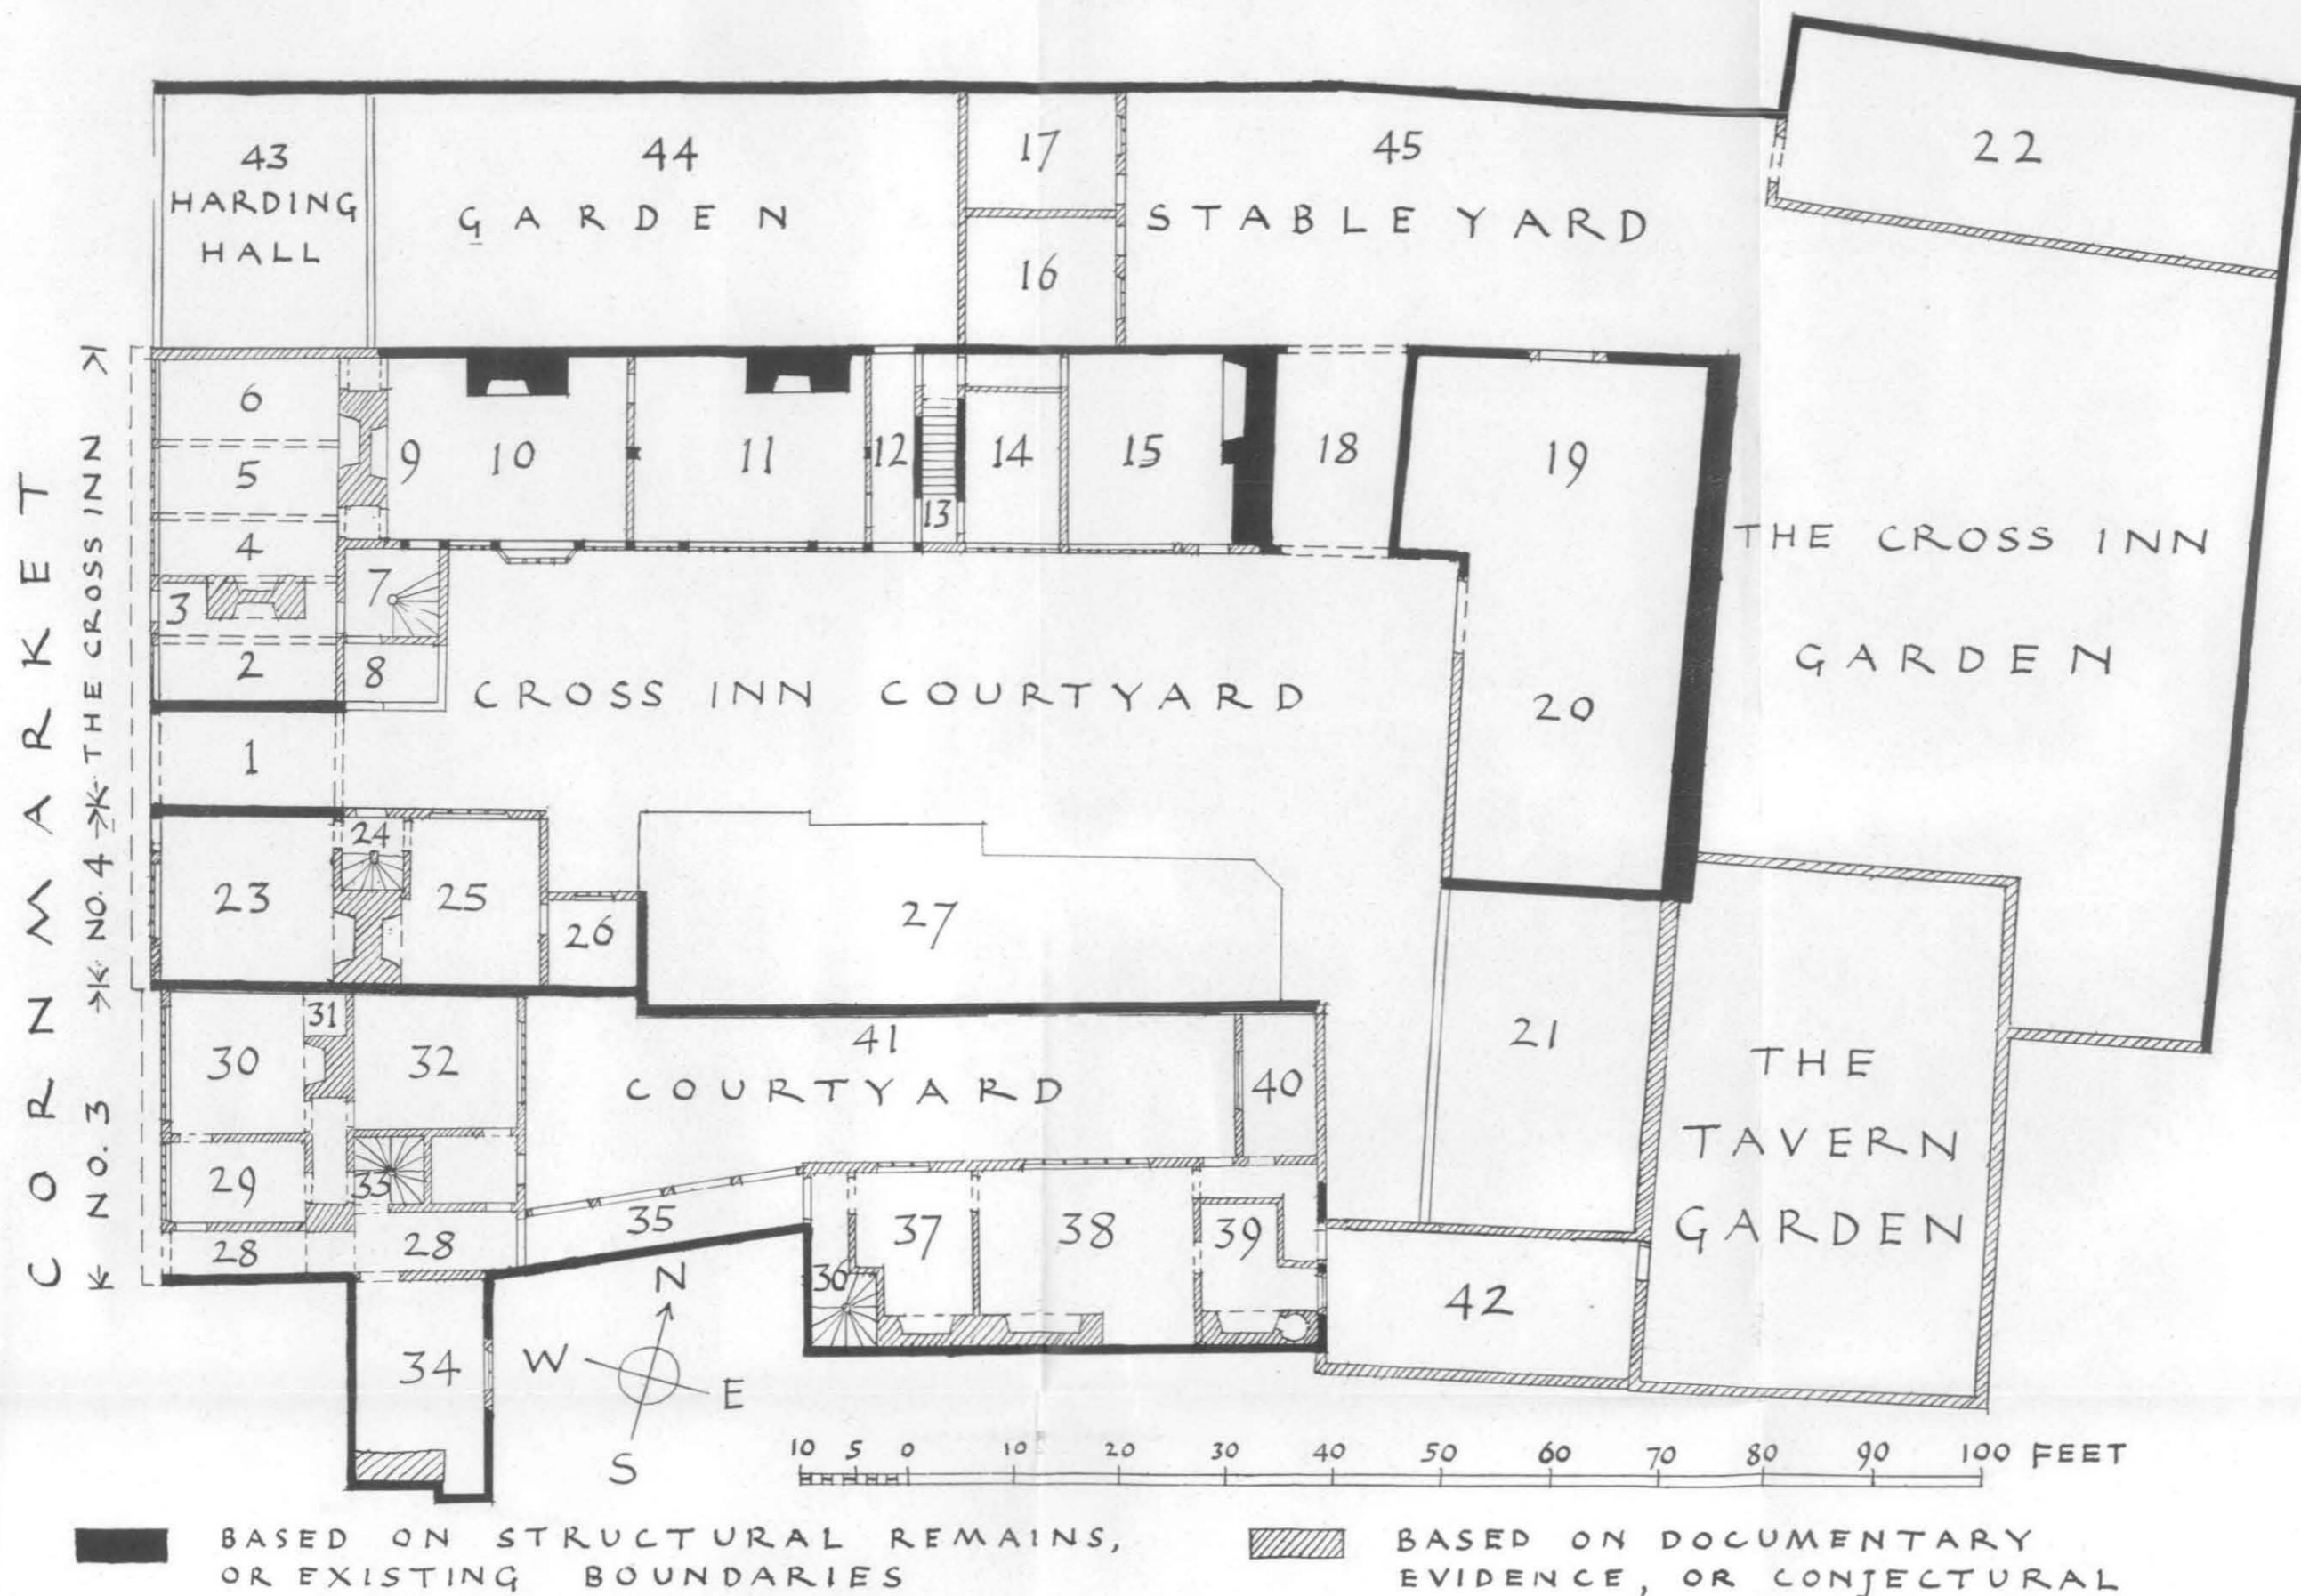 CORNMARKET
K NO. 3 →|← NO. 4 →|← THE CROSS INN →|
43
HARDING
HALL
44
GARDEN
17
16
45
STABLE YARD
22
6
5
4
3
2
1
7
8
9
10
11
12
13
14
15
18
19
20
THE CROSS INN
GARDEN
CROSS INN COURTYARD
23
24
25
26
27
21
THE
TAVERN
GARDEN
30
31
32
29
33
28
28
41
COURTYARD
40
35
36
37
38
39
42
34
N
W
E
S
10 5 0 10 20 30 40 50 60 70 80 90 100 FEET
BASED ON STRUCTURAL REMAINS,
OR EXISTING BOUNDARIES
BASED ON DOCUMENTARY
EVIDENCE, OR CONJECTURAL